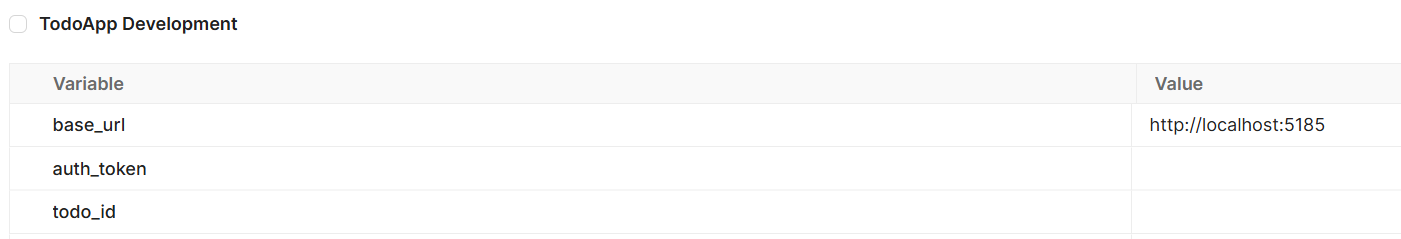 TodoApp Development
Variable Value
base_url http://localhost:5185
auth_token
todo_id